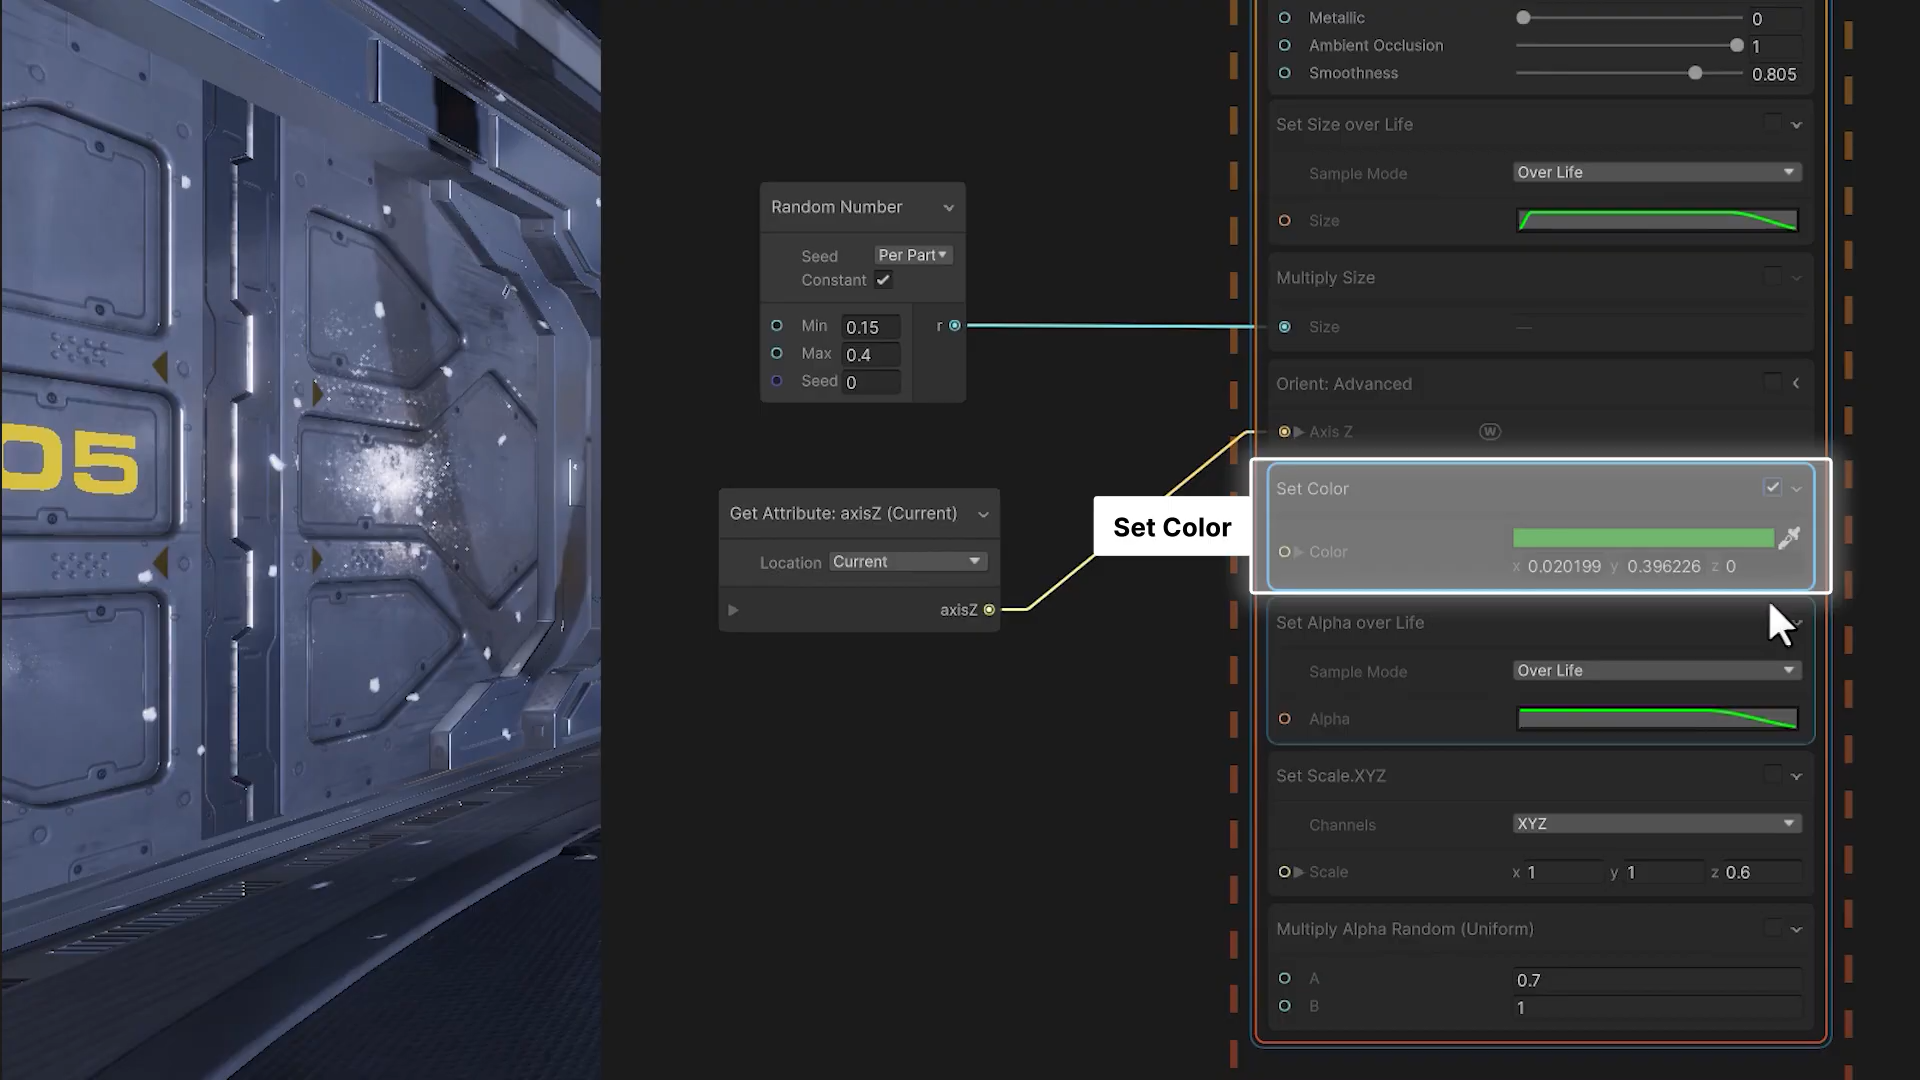 05
Random Number
Seed Per Part
Constant
Min 0.15 r
Max 0.4
Seed 0
Get Attribute: axisZ (Current)
Location Current
axisZ
Set Color
Metallic 0
Ambient Occlusion 1
Smoothness 0.805
Set Size over Life
Sample Mode Over Life
Size
Multiply Size
Size —
Orient: Advanced
Axis Z W
Set Color
Color
x 0.020199 y 0.396226 z 0
Set Alpha over Life
Sample Mode Over Life
Alpha
Set Scale.XYZ
Channels XYZ
Scale x 1 y 1 z 0.6
Multiply Alpha Random (Uniform)
A 0.7
B 1